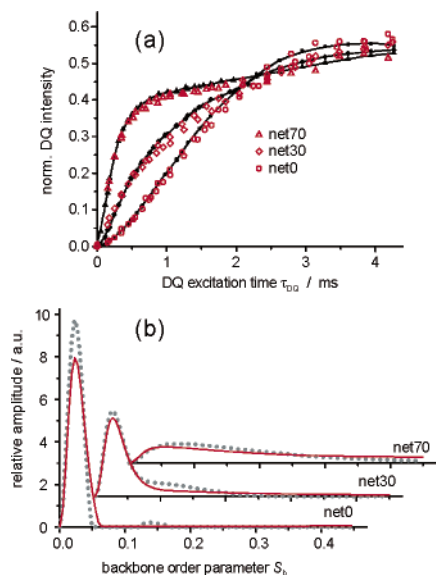 (a)
norm. DQ intensity
0.6
0.5
0.4
0.3
0.2
0.1
0.0
net70
net30
net0
0 1 2 3 4
DQ excitation time τDQ / ms
(b)
relative amplitude / a.u.
10
8
6
4
2
0
net70
net30
net0
0.0 0.1 0.2 0.3 0.4
backbone order parameter Sb